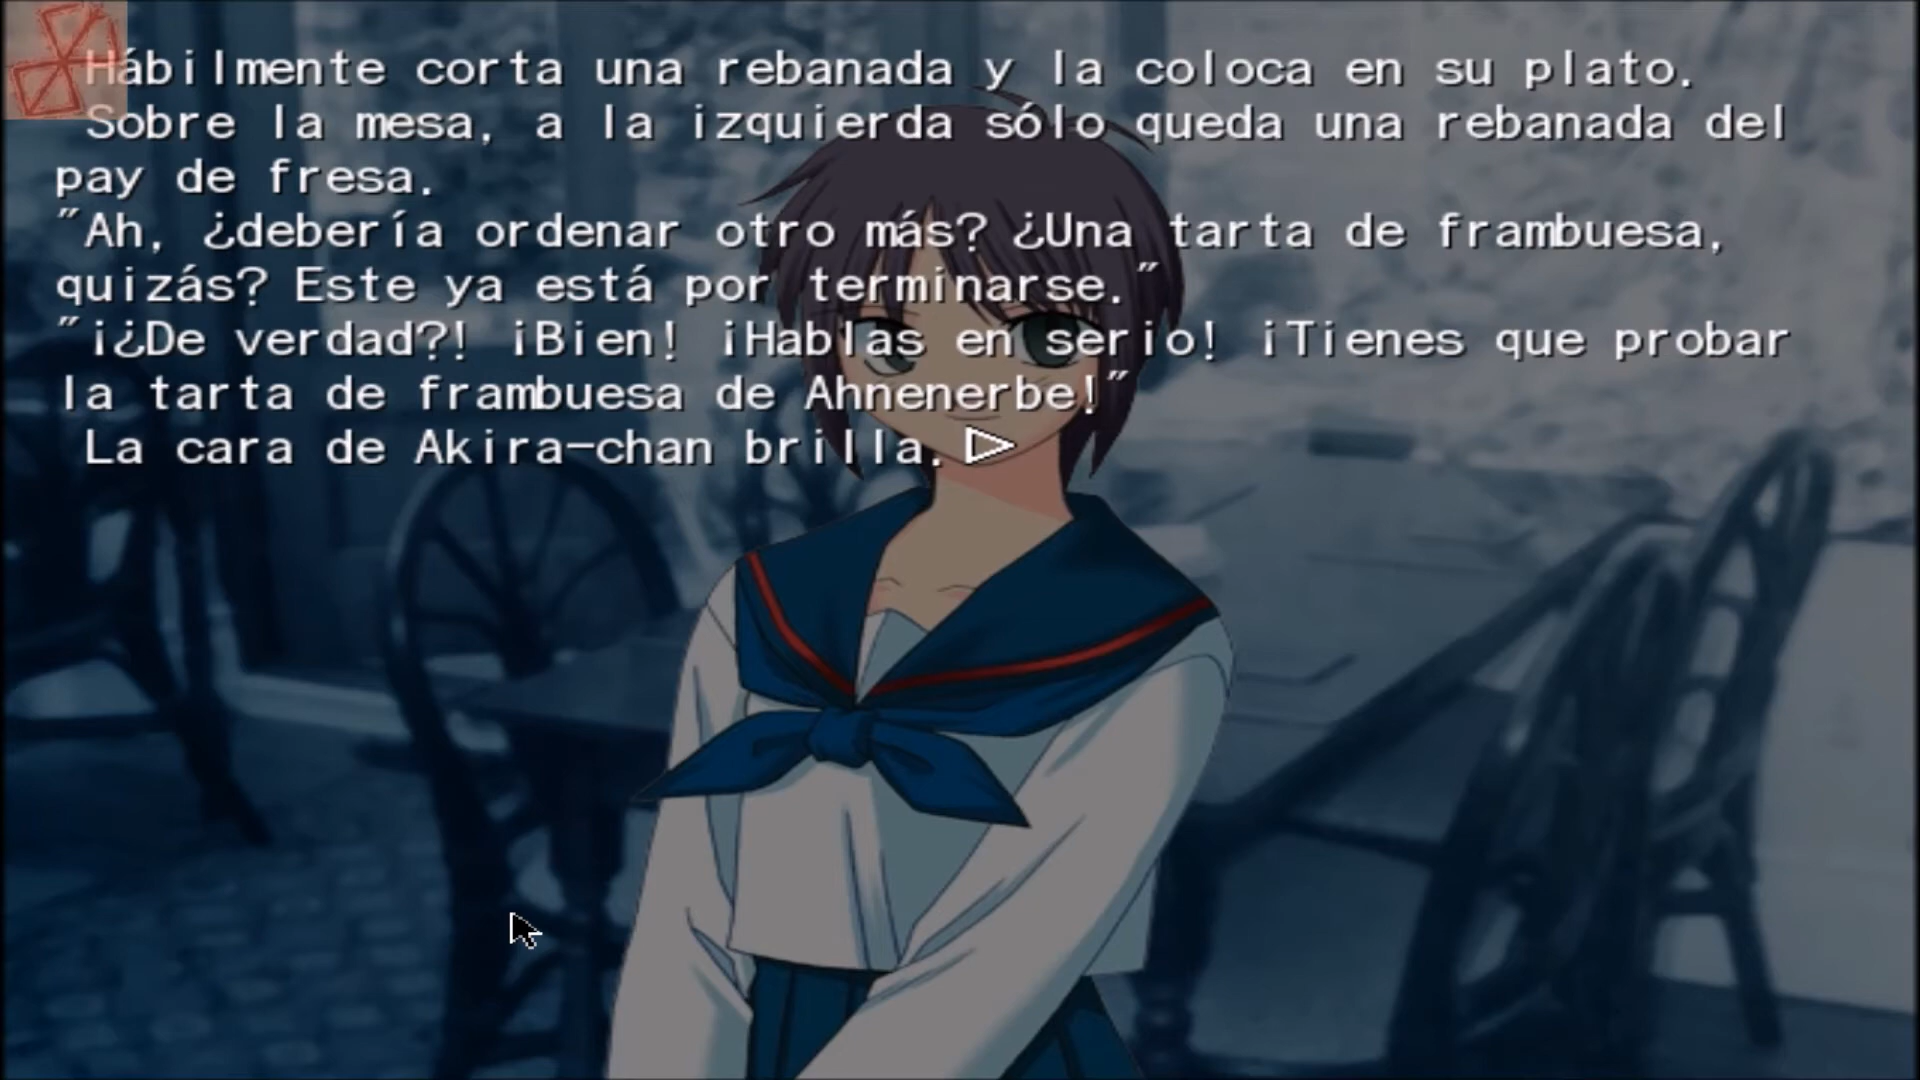 Hábilmente corta una rebanada y la coloca en su plato.
Sobre la mesa, a la izquierda sólo queda una rebanada del
pay de fresa.
"Ah, ¿debería ordenar otro más? ¿Una tarta de frambuesa,
quizás? Este ya está por terminarse."
"¡¿De verdad?! ¡Bien! ¡Hablas en serio! ¡Tienes que probar
la tarta de frambuesa de Ahnenerbe!"
La cara de Akira-chan brilla.